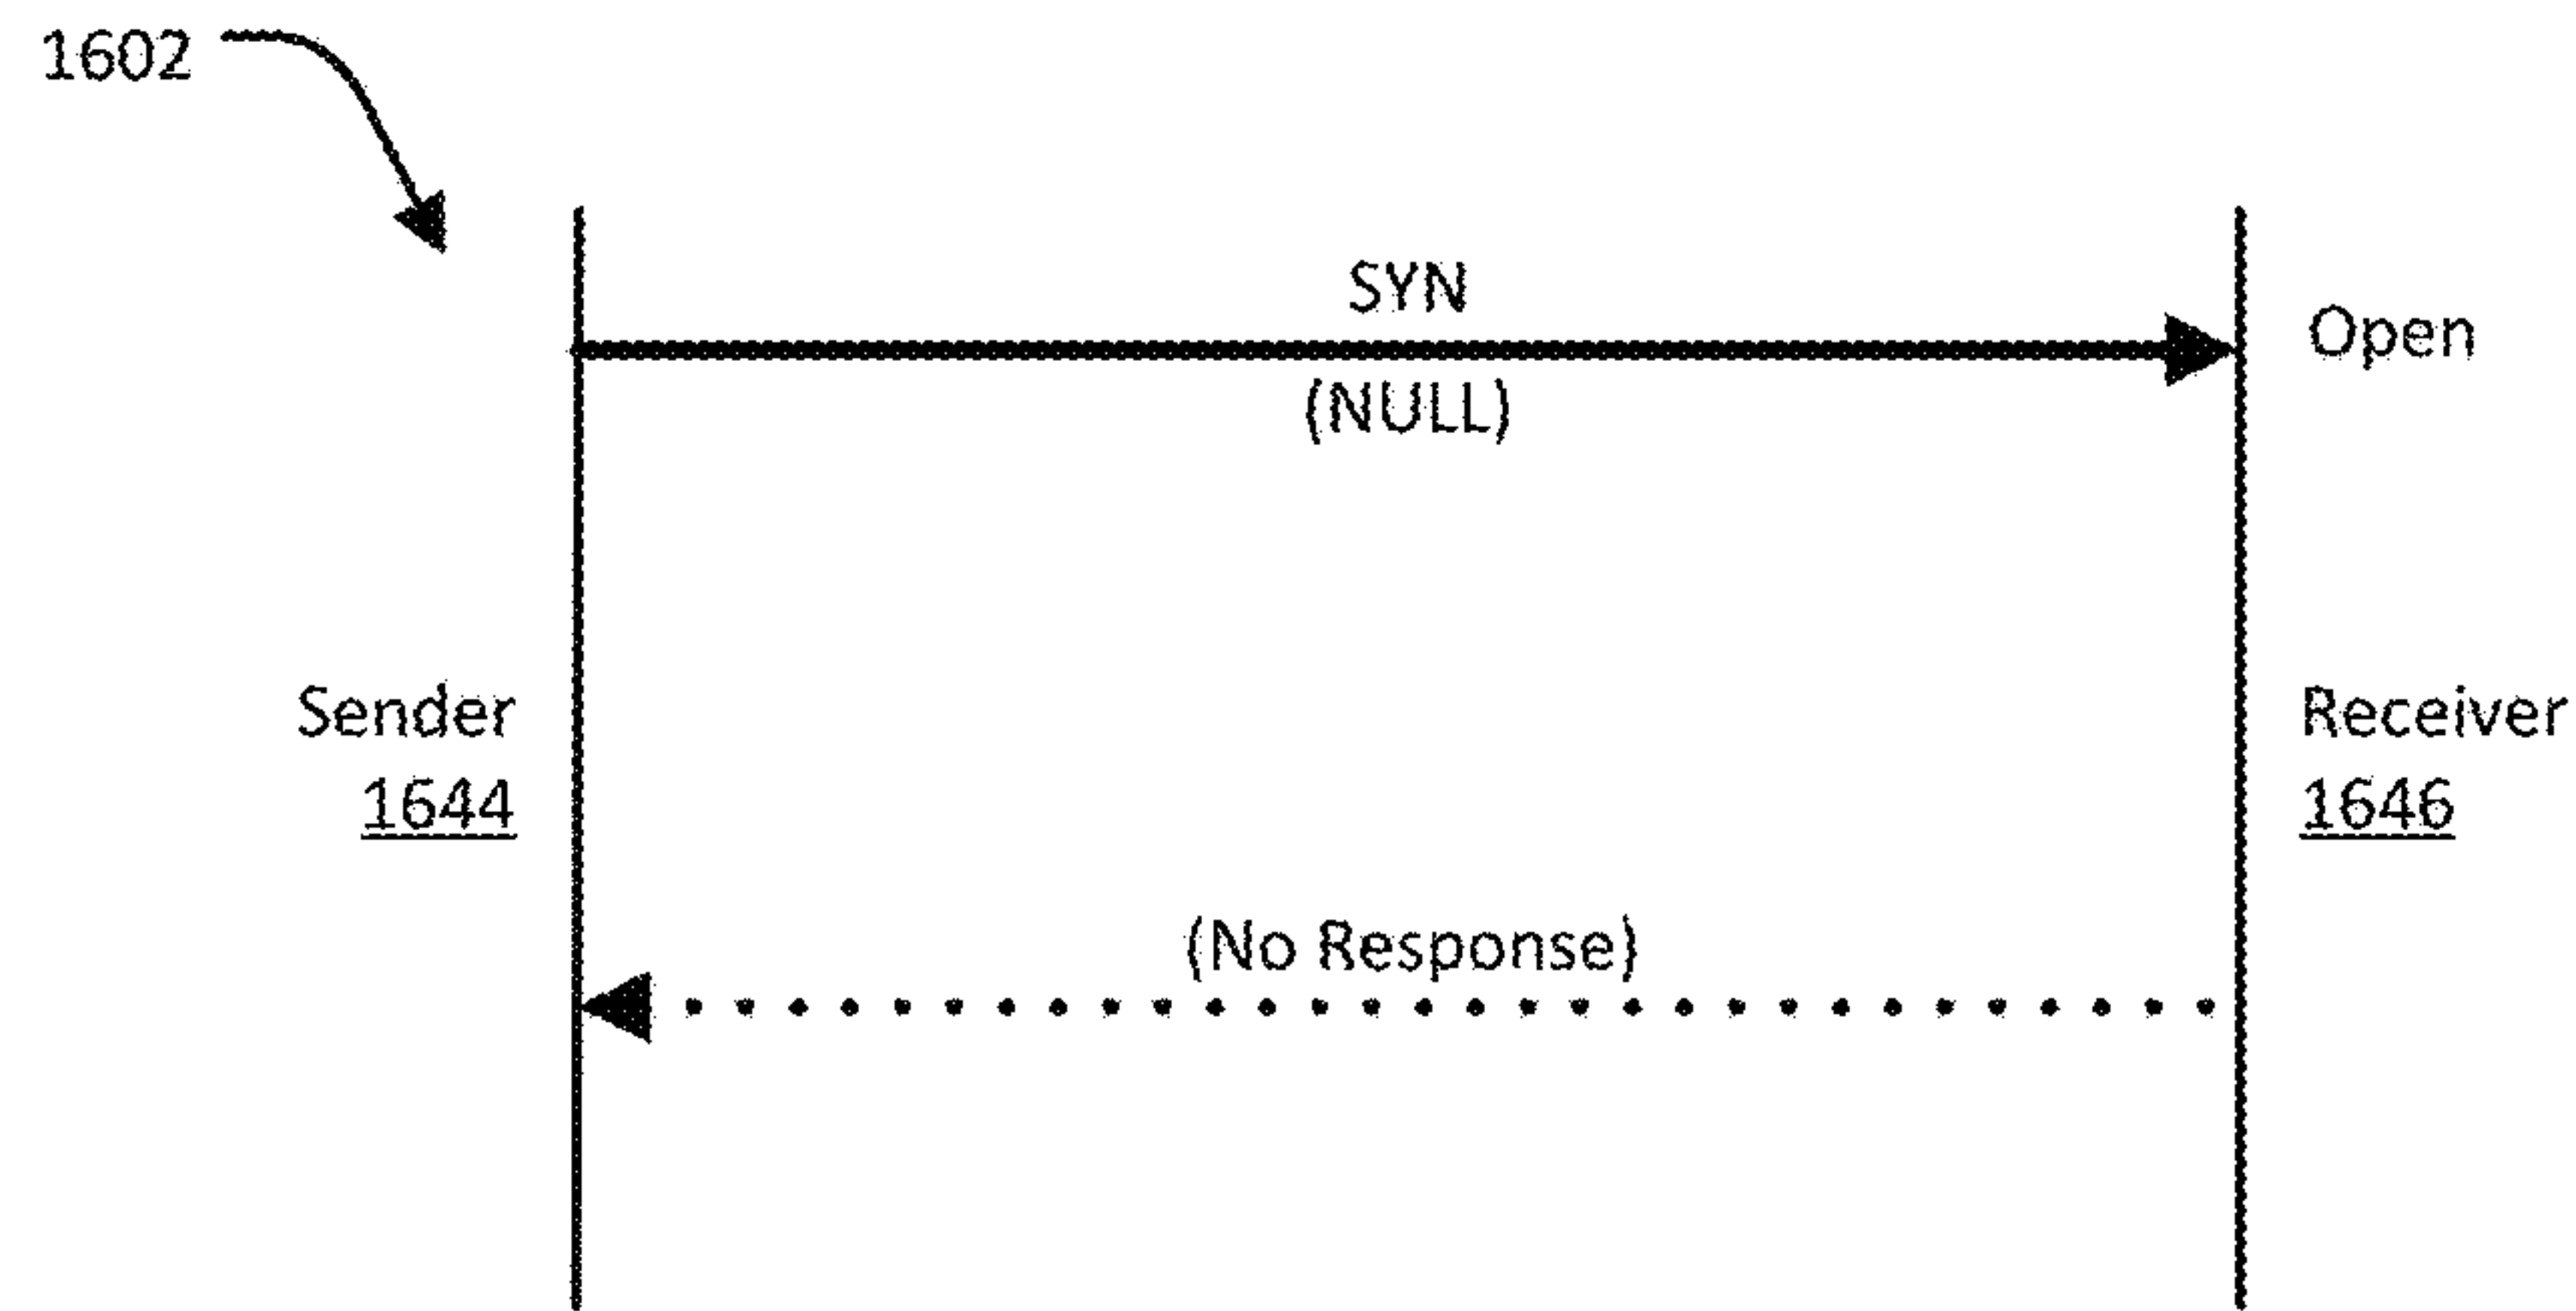 1602
SYN
Open
(NULL)
Sender
1644
Receiver
1646
(No Response)